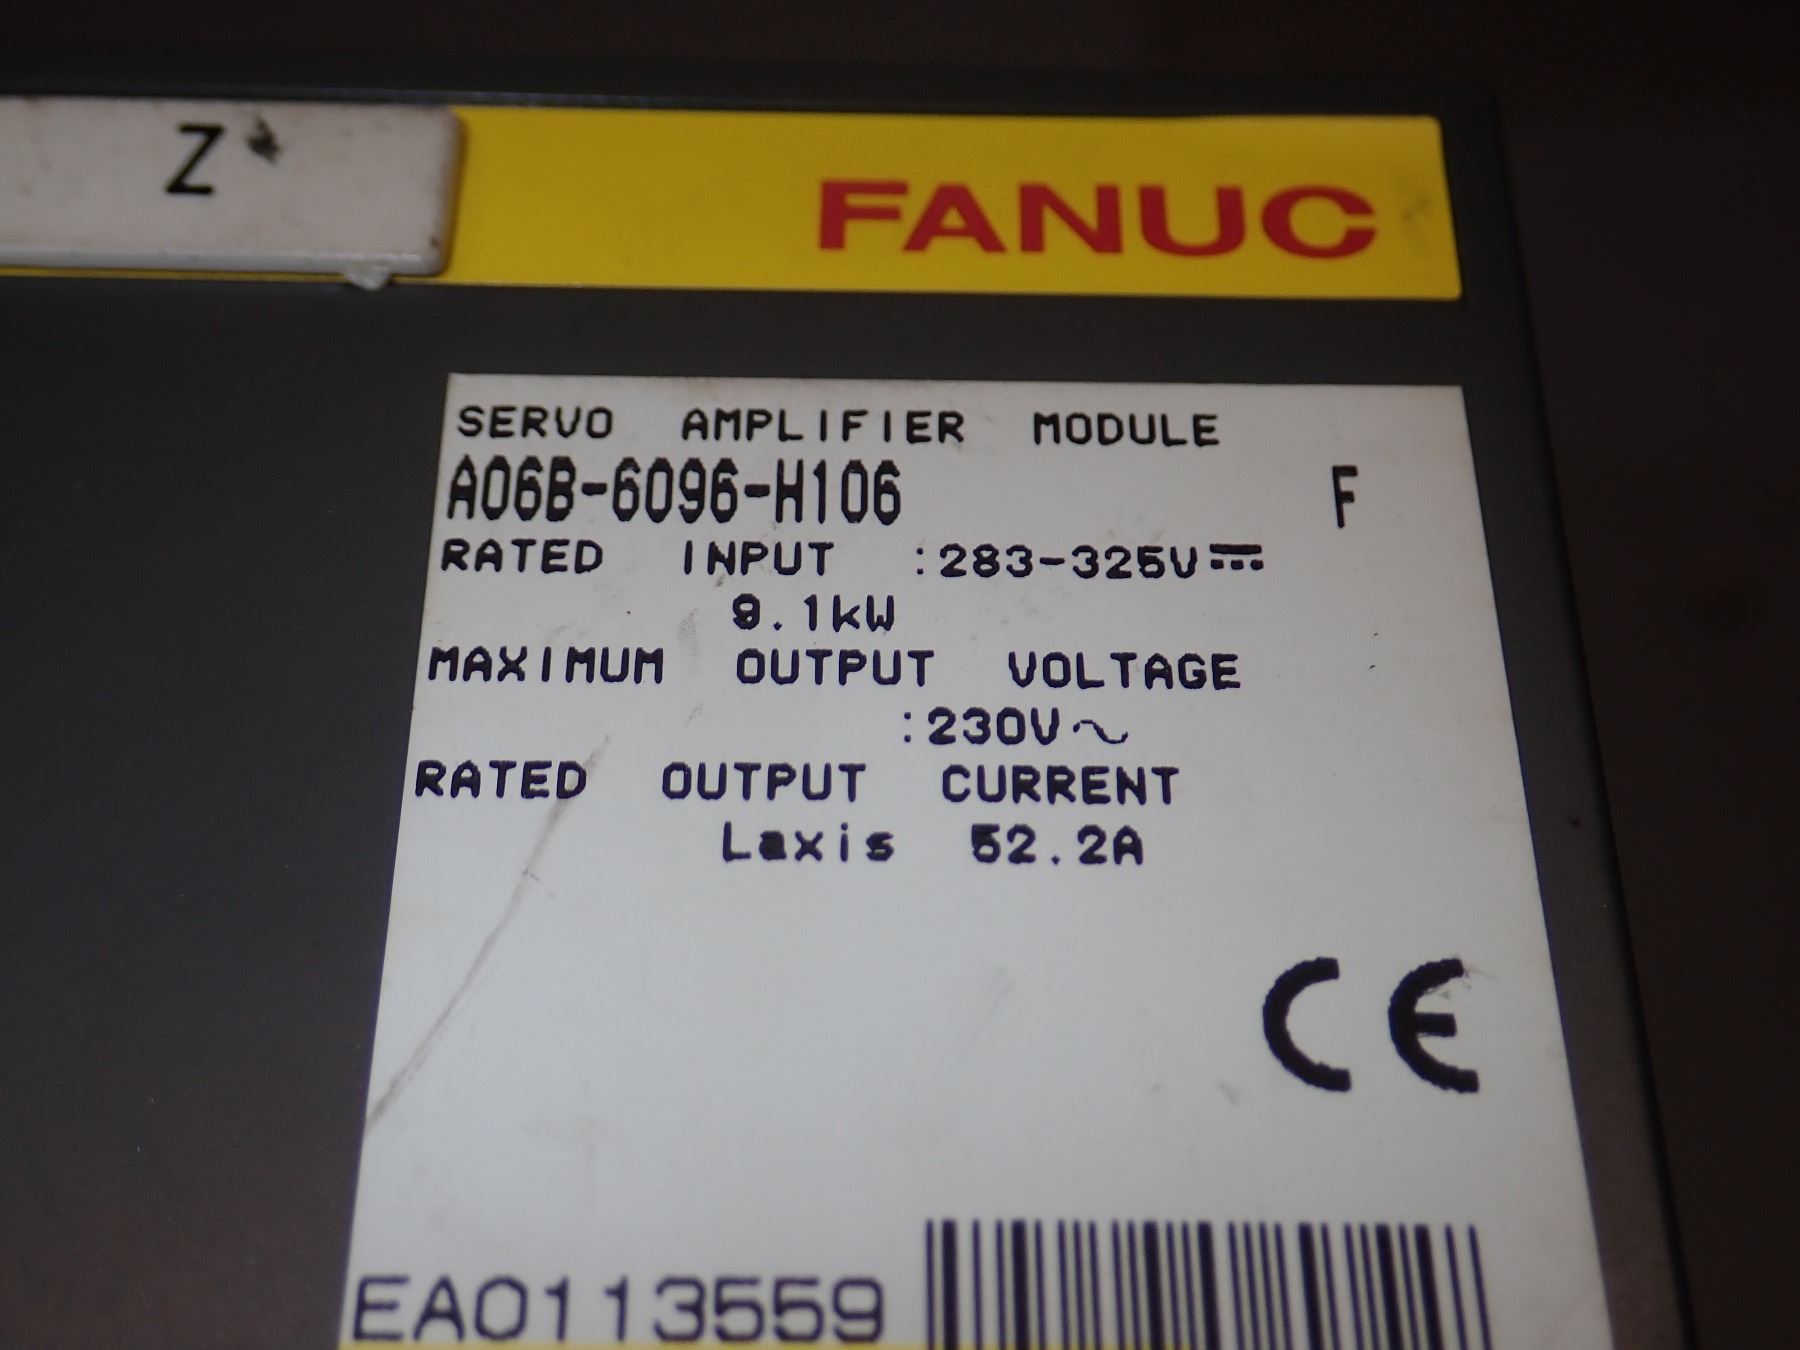 Z
FANUC
SERVO AMPLIFIER MODULE
A06B-6096-H106 F
RATED INPUT :283-325V⎓
9.1kW
MAXIMUM OUTPUT VOLTAGE
:230V~
RATED OUTPUT CURRENT
Laxis 52.2A
CE
EA0113559